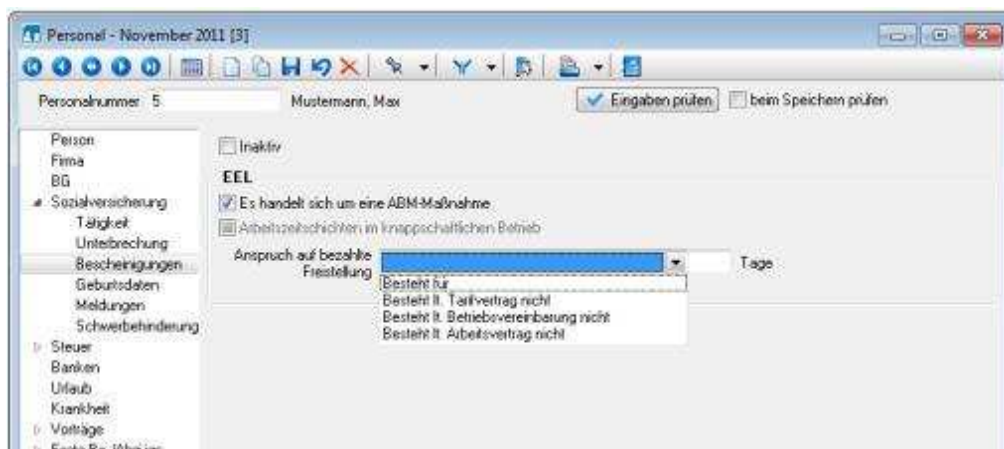 Personal - November 2011 [3]
Personalnummer 5 Mustermann, Max Eingaben prüfen beim Speichern prüfen
Person
Firma
BG
Sozialversicherung
Tätigkeit
Unterbrechung
Bescheinigungen
Geburtsdaten
Meldungen
Schwerbehinderung
Steuer
Banken
Urlaub
Krankheit
Vorträge
Inaktiv
EEL
Es handelt sich um eine ABM-Maßnahme
Arbeitszeitschichten im knappschaftlichen Betrieb
Anspruch auf bezahlte
Freistellung
Tage
Besteht für
Besteht lt. Tarifvertrag nicht
Besteht lt. Betriebsvereinbarung nicht
Besteht lt. Arbeitsvertrag nicht